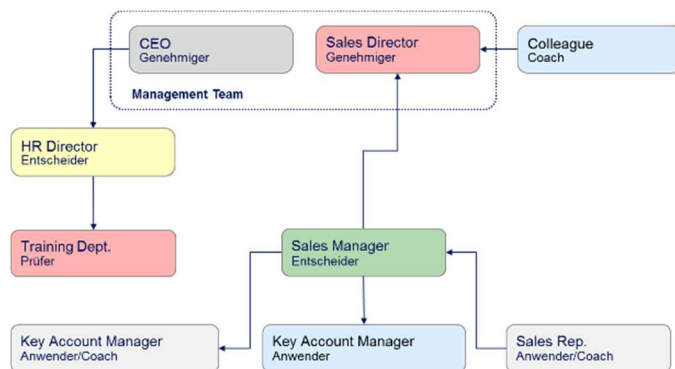 CEO
Genehmiger
Sales Director
Genehmiger
Colleague
Coach
Management Team
HR Director
Entscheider
Training Dept.
Prüfer
Sales Manager
Entscheider
Key Account Manager
Anwender/Coach
Key Account Manager
Anwender
Sales Rep.
Anwender/Coach